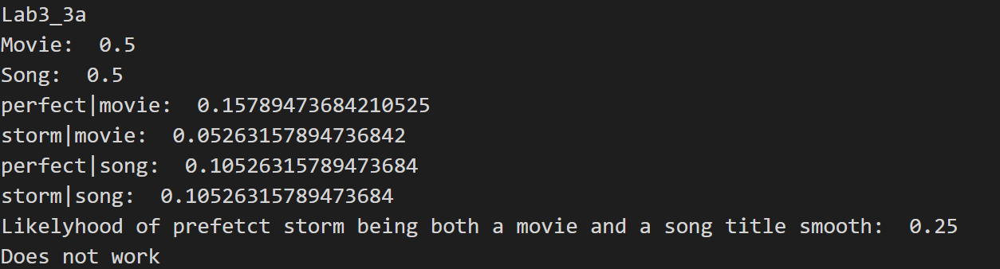 Lab3_3a
Movie:  0.5
Song:  0.5
perfect|movie:  0.15789473684210525
storm|movie:  0.05263157894736842
perfect|song:  0.10526315789473684
storm|song:  0.10526315789473684
Likelyhood of prefetct storm being both a movie and a song title smooth:  0.25
Does not work